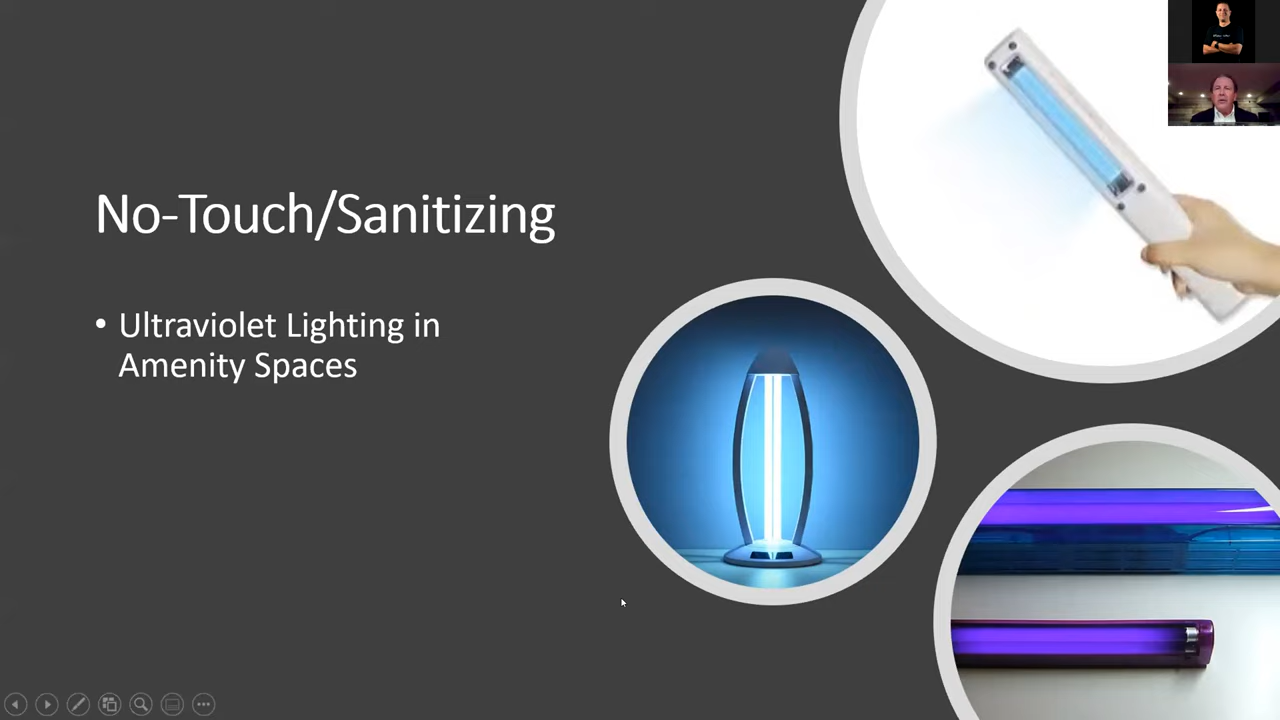 No-Touch/Sanitizing
• Ultraviolet Lighting in
Amenity Spaces